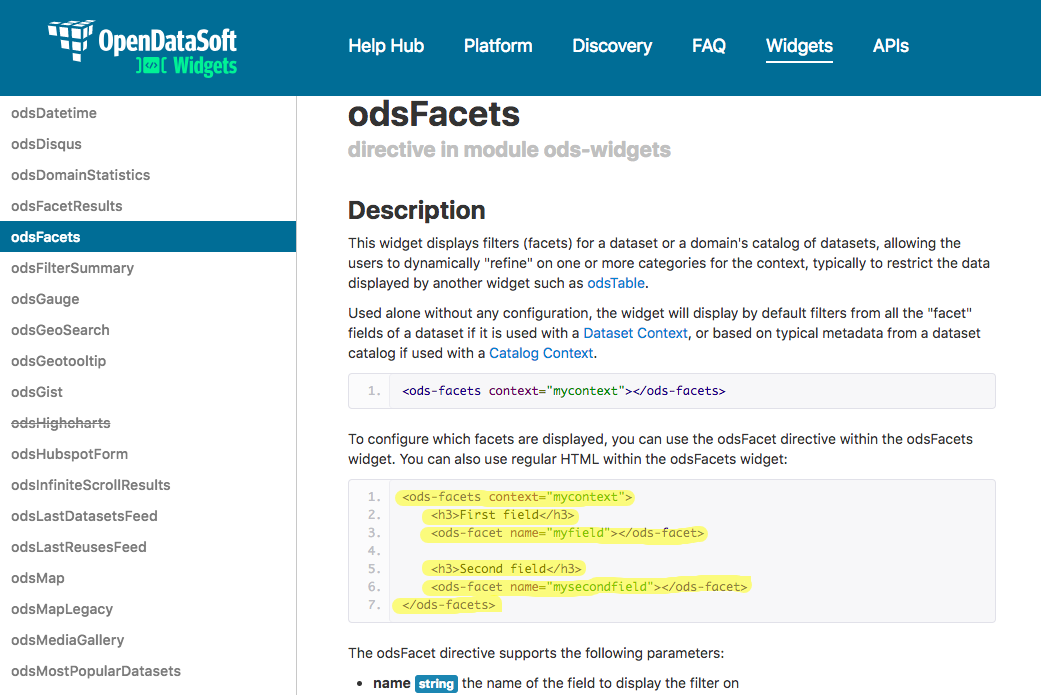 OpenDataSoft
Widgets
Help Hub Platform Discovery FAQ Widgets APIs
odsDatetime
odsDisqus
odsDomainStatistics
odsFacetResults
odsFacets
odsFilterSummary
odsGauge
odsGeoSearch
odsGeotooltip
odsGist
odsHighcharts
odsHubspotForm
odsInfiniteScrollResults
odsLastDatasetsFeed
odsLastReusesFeed
odsMap
odsMapLegacy
odsMediaGallery
odsMostPopularDatasets
odsFacets
directive in module ods-widgets
Description
This widget displays filters (facets) for a dataset or a domain's catalog of datasets, allowing the
users to dynamically "refine" on one or more categories for the context, typically to restrict the data
displayed by another widget such as odsTable.
Used alone without any configuration, the widget will display by default filters from all the "facet"
fields of a dataset if it is used with a Dataset Context, or based on typical metadata from a dataset
catalog if used with a Catalog Context.
1. <ods-facets context="mycontext"></ods-facets>
To configure which facets are displayed, you can use the odsFacet directive within the odsFacets
widget. You can also use regular HTML within the odsFacets widget:
1. <ods-facets context="mycontext">
2. <h3>First field</h3>
3. <ods-facet name="myfield"></ods-facet>
4.
5. <h3>Second field</h3>
6. <ods-facet name="mysecondfield"></ods-facet>
7. </ods-facets>
The odsFacet directive supports the following parameters:
• name string the name of the field to display the filter on